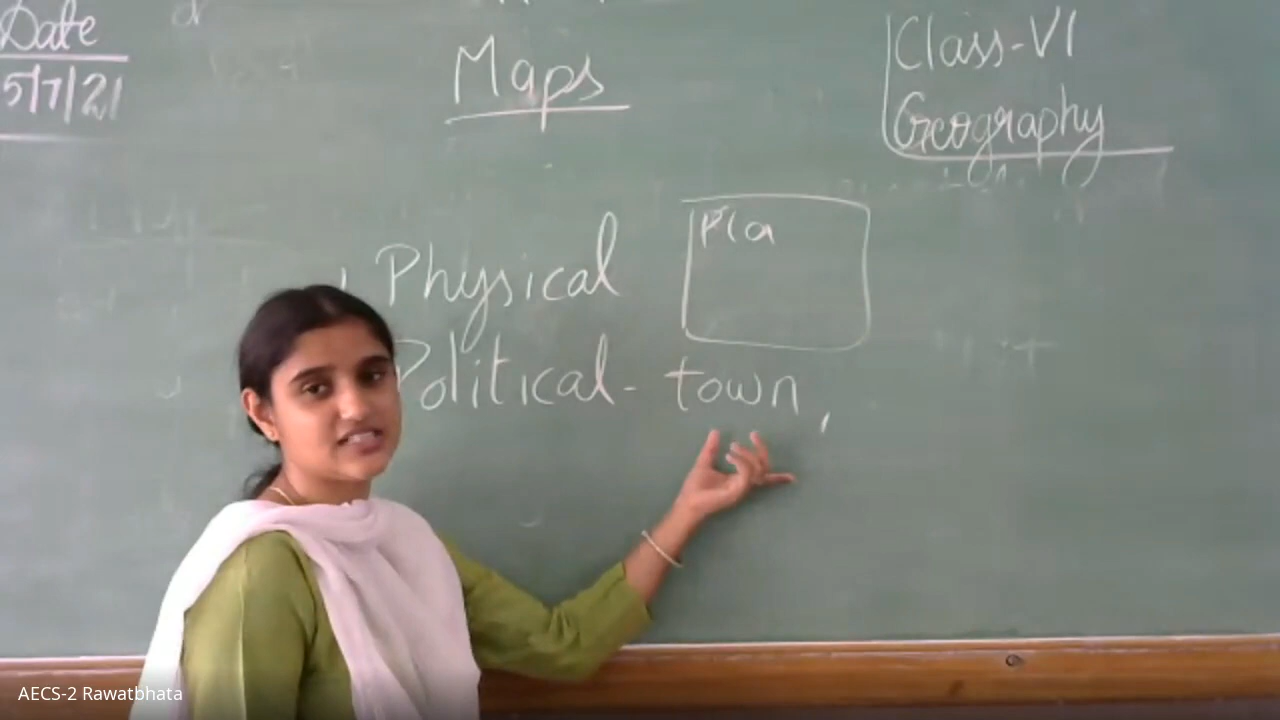 Date
5/7/21
Maps
Class-VI
Geography
Physical
Pla
Political- town,
AECS-2 Rawatbhata